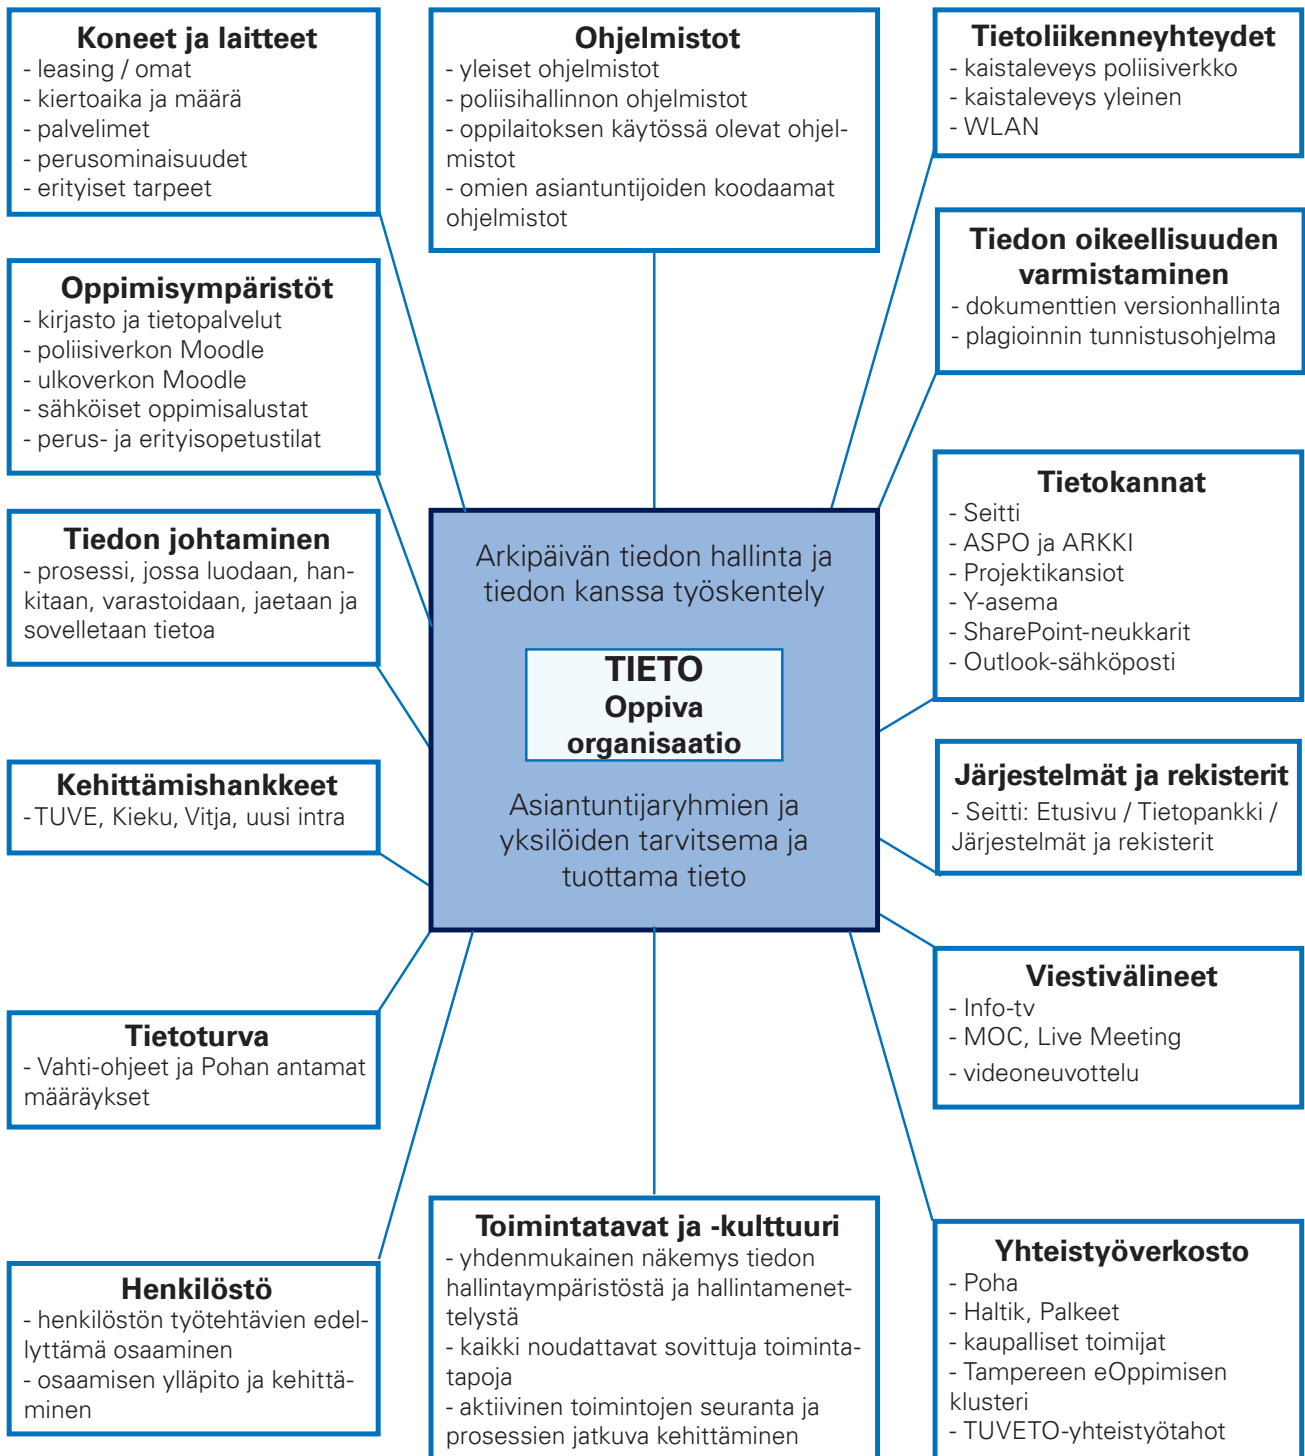 Koneet ja laitteet
- leasing / omat
- kiertoaika ja määrä
- palvelimet
- perusominaisuudet
- erityiset tarpeet
Ohjelmistot
- yleiset ohjelmistot
- poliisihallinnon ohjelmistot
- oppilaitoksen käytössä olevat ohjel-
mistot
- omien asiantuntijoiden koodaamat
ohjelmistot
Tietoliikenneyhteydet
- kaistaleveys poliisiverkko
- kaistaleveys yleinen
- WLAN
Tiedon oikeellisuuden
varmistaminen
- dokumenttien versionhallinta
- plagioinnin tunnistusohjelma
Oppimisympäristöt
- kirjasto ja tietopalvelut
- poliisiverkon Moodle
- ulkoverkon Moodle
- sähköiset oppimisalustat
- perus- ja erityisopetustilat
Tietokannat
- Seitti
- ASPO ja ARKKI
- Projektikansiot
- Y-asema
- SharePoint-neukkarit
- Outlook-sähköposti
Tiedon johtaminen
- prosessi, jossa luodaan, han-
kitaan, varastoidaan, jaetaan ja
sovelletaan tietoa
Arkipäivän tiedon hallinta ja
tiedon kanssa työskentely
TIETO
Oppiva
organisaatio
Asiantuntijaryhmien ja
yksilöiden tarvitsema ja
tuottama tieto
Kehittämishankkeet
- TUVE, Kieku, Vitja, uusi intra
Järjestelmät ja rekisterit
- Seitti: Etusivu / Tietopankki /
Järjestelmät ja rekisterit
Viestivälineet
- Info-tv
- MOC, Live Meeting
- videoneuvottelu
Tietoturva
- Vahti-ohjeet ja Pohan antamat
määräykset
Henkilöstö
- henkilöstön työtehtävien edel-
lyttämä osaaminen
- osaamisen ylläpito ja kehittä-
minen
Toimintatavat ja -kulttuuri
- yhdenmukainen näkemys tiedon
hallintaympäristöstä ja hallintamenet-
telystä
- kaikki noudattavat sovittuja toiminta-
tapoja
- aktiivinen toimintojen seuranta ja
prosessien jatkuva kehittäminen
Yhteistyöverkosto
- Poha
- Haltik, Palkeet
- kaupalliset toimijat
- Tampereen eOppimisen
klusteri
- TUVETO-yhteistyötahot